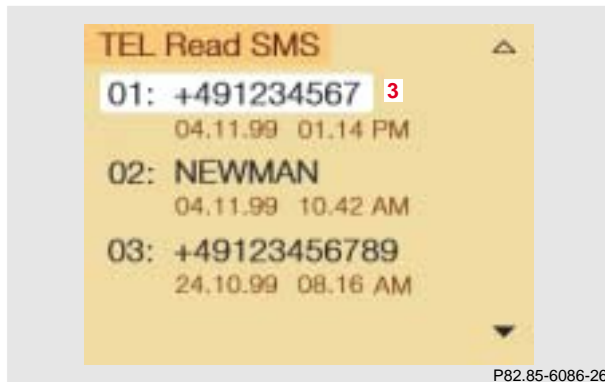 TEL Read SMS
01: +491234567 3
04.11.99 01.14 PM
02: NEWMAN
04.11.99 10.42 AM
03: +49123456789
24.10.99 08.16 AM
P82.85-6086-26